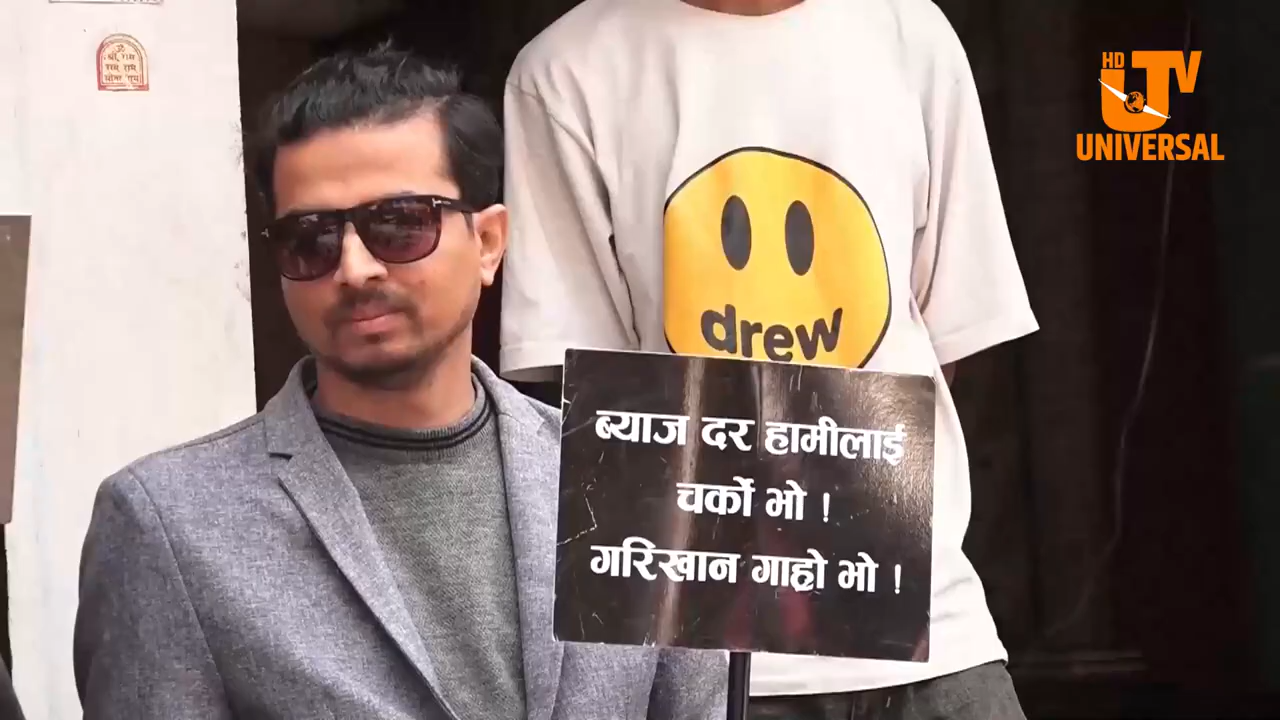 HD
UTV
UNIVERSAL
ॐ
drew
ब्याज दर हामीलाई
चर्को भो !
गरिखान गाह्रो भो !